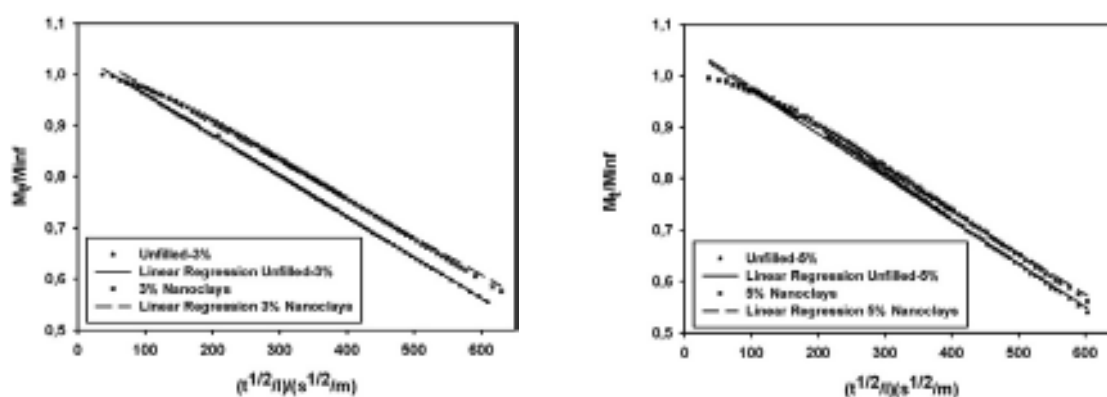 1,1
1,0
0,9
0,8
0,7
0,6
0,5
Mt/Minf
Unfilled-3%
Linear Regression Unfilled-3%
3% Nanoclays
Linear Regression 3% Nanoclays
0 100 200 300 400 500 600
(t1/2/l)/(s1/2/m)
1,1
1,0
0,9
0,8
0,7
0,6
0,5
Mt/Minf
Unfilled-5%
Linear Regression Unfilled-5%
5% Nanoclays
Linear Regression 5% Nanoclays
0 100 200 300 400 500 600
(t1/2/l)(s1/2/m)